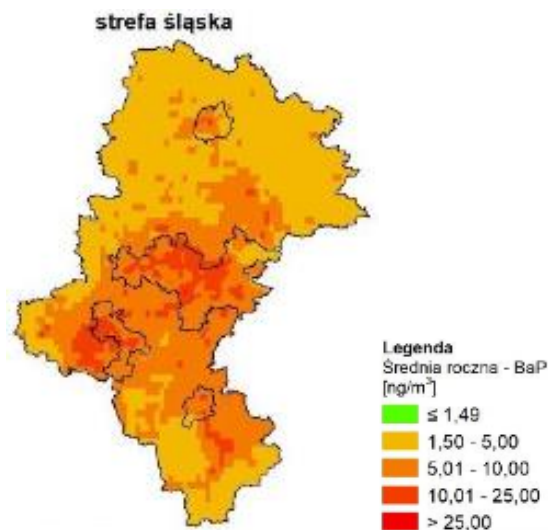 strefa śląska
Legenda
Średnia roczna - BaP
[ng/m³]
≤ 1,49
1,50 - 5,00
5,01 - 10,00
10,01 - 25,00
> 25,00